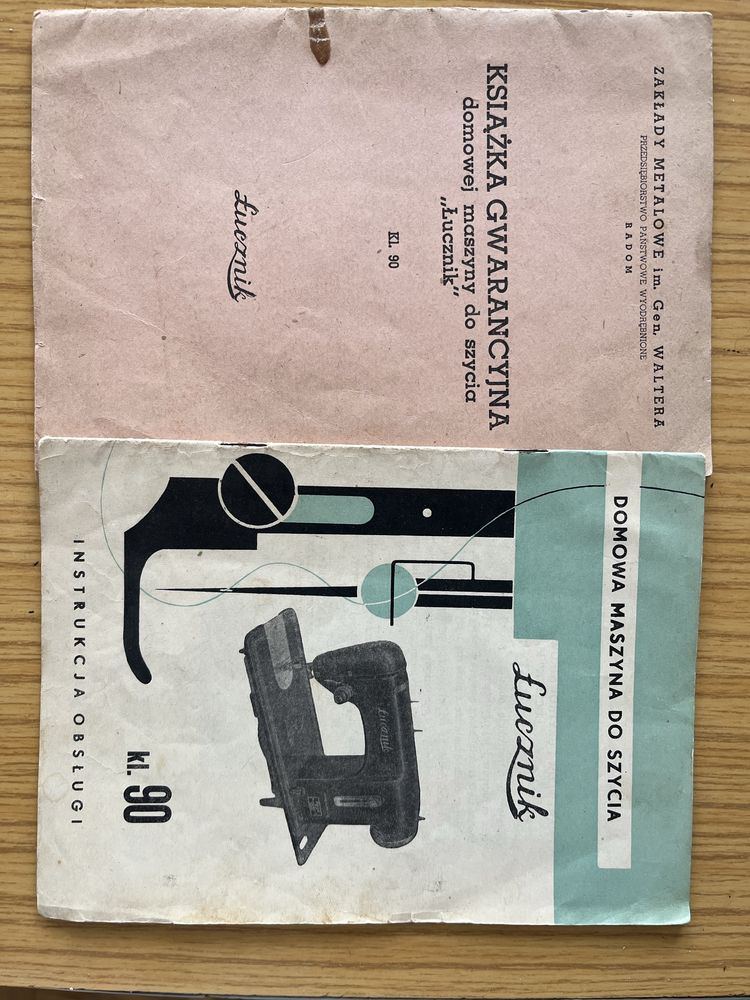 ZAKŁADY METALOWE im. Gen. WALTERA
PRZEDSIĘBIORSTWO PAŃSTWOWE WYODRĘBNIONE
RADOM
KSIĄŻKA GWARANCYJNA
domowej maszyny do szycia
„Łucznik”
Kl. 90
Łucznik
DOMOWA MASZYNA DO SZYCIA
Łucznik
Łucznik
kl. 90
INSTRUKCJA OBSŁUGI